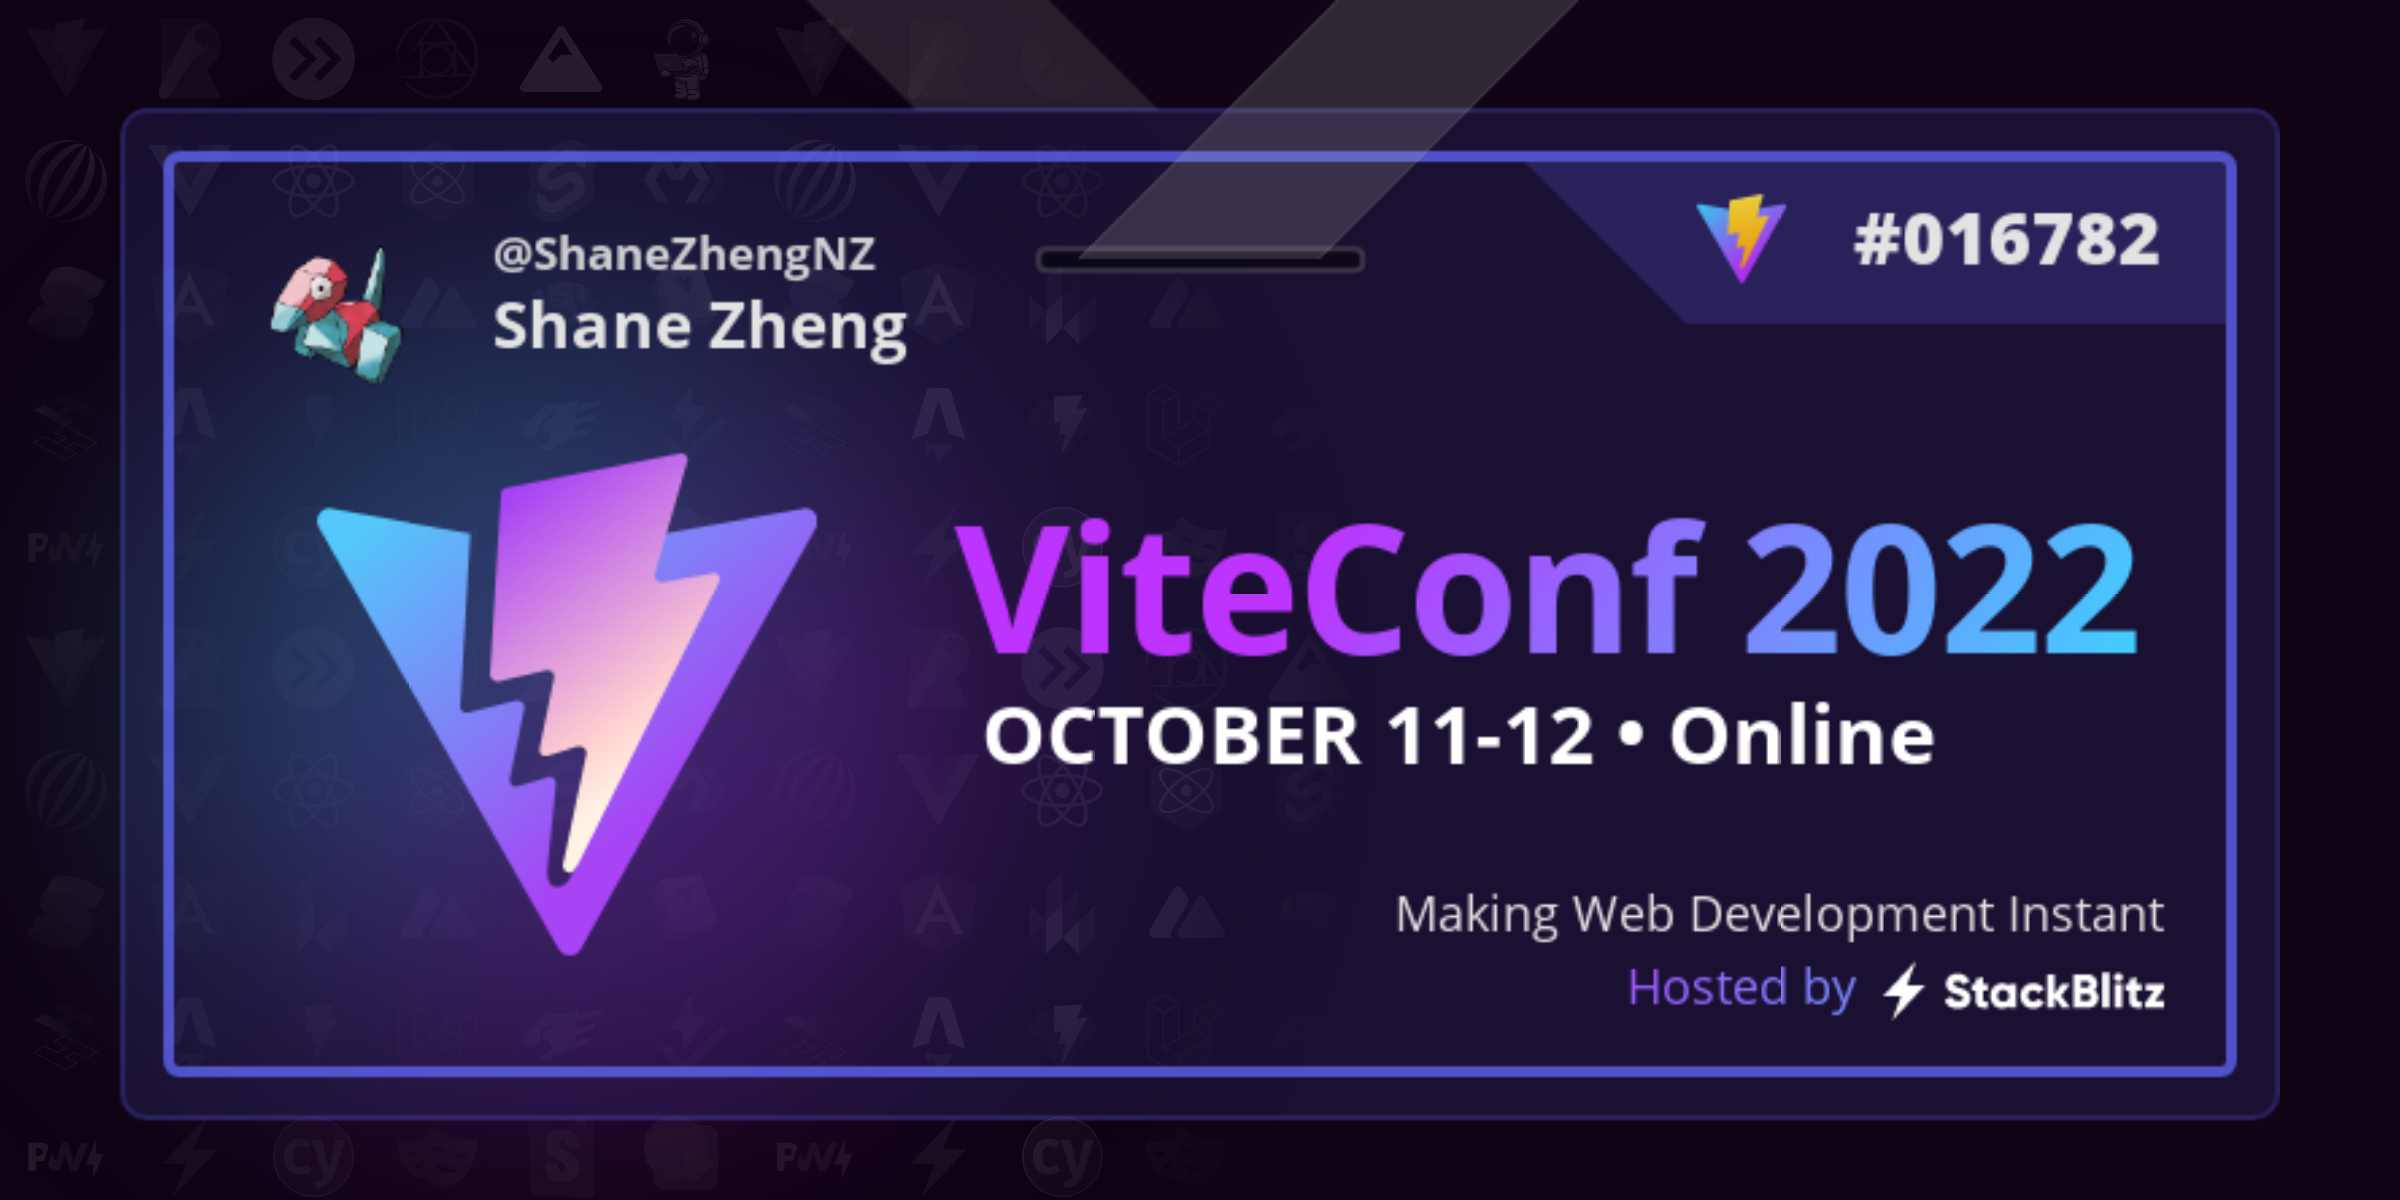 @ShaneZhengNZ
Shane Zheng
#016782
ViteConf 2022
OCTOBER 11-12 • Online
Making Web Development Instant
Hosted by StackBlitz